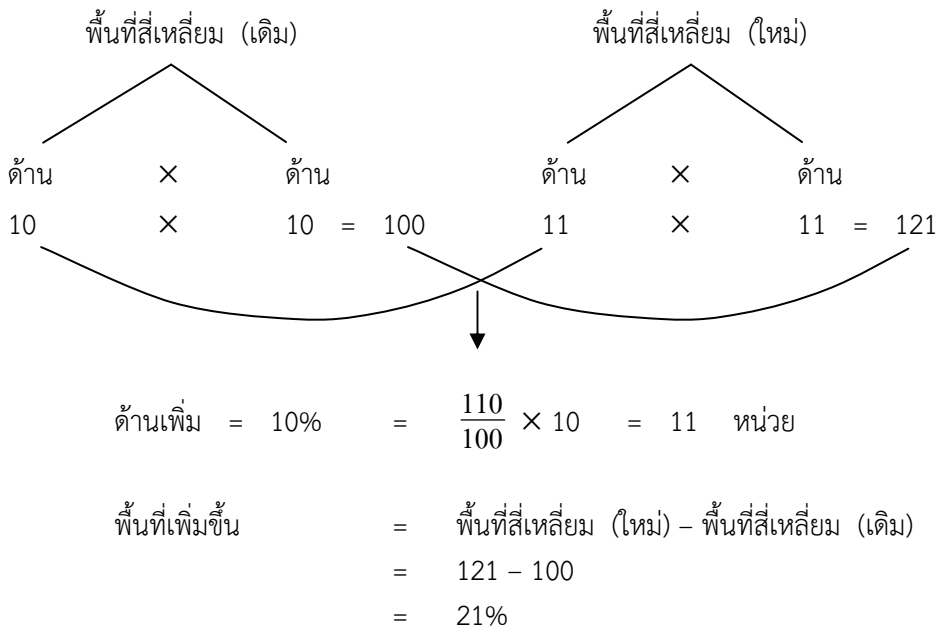 พื้นที่สี่เหลี่ยม (เดิม) พื้นที่สี่เหลี่ยม (ใหม่)
ด้าน × ด้าน ด้าน × ด้าน
10 × 10 = 100 11 × 11 = 121
ด้านเพิ่ม = 10% = 110/100 × 10 = 11 หน่วย
พื้นที่เพิ่มขึ้น = พื้นที่สี่เหลี่ยม (ใหม่) – พื้นที่สี่เหลี่ยม (เดิม)
= 121 – 100
= 21%